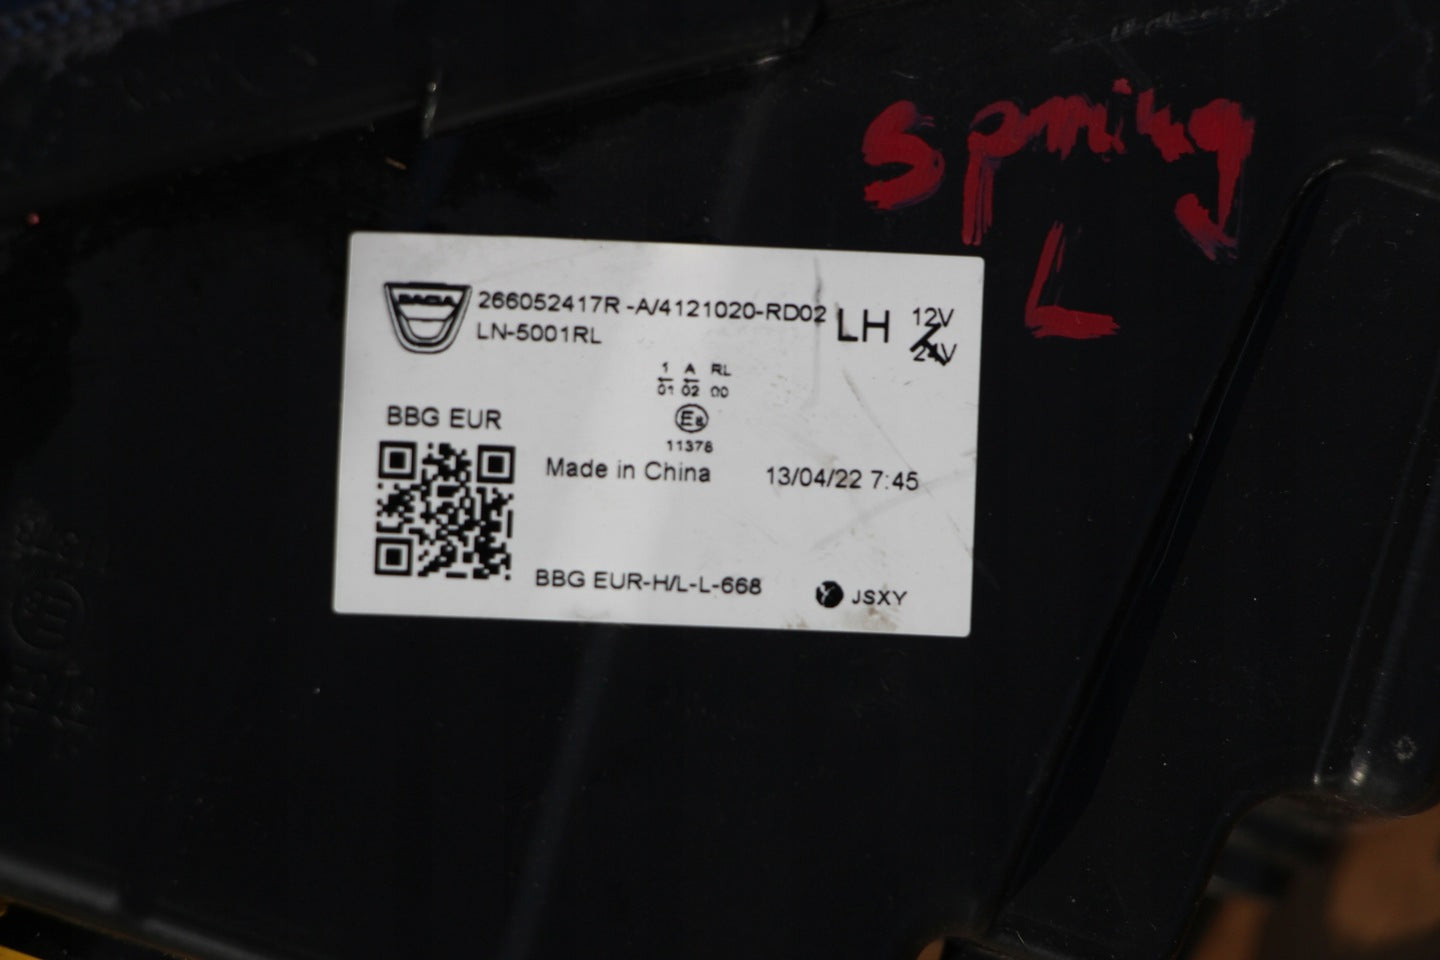 spring
L
DACIA
266052417R -A/4121020-RD02
LN-5001RL
LH
12V
24V
1 A RL
01 02 00
E8
11378
BBG EUR
Made in China 13/04/22 7:45
BBG EUR-H/L-L-668
JSXY